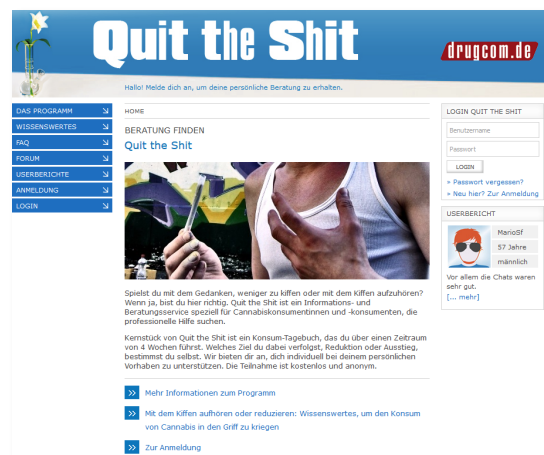 Quit the Shit
drugcom.de
Hallo! Melde dich an, um deine persönliche Beratung zu erhalten.
DAS PROGRAMM
WISSENSWERTES
FAQ
FORUM
USERBERICHTE
ANMELDUNG
LOGIN
HOME
BERATUNG FINDEN
Quit the Shit
Spielst du mit dem Gedanken, weniger zu kiffen oder mit dem Kiffen aufzuhören?
Wenn ja, bist du hier richtig. Quit the Shit ist ein Informations- und
Beratungsservice speziell für Cannabiskonsumentinnen und -konsumenten, die
professionelle Hilfe suchen.
Kernstück von Quit the Shit ist ein Konsum-Tagebuch, das du über einen Zeitraum
von 4 Wochen führst. Welches Ziel du dabei verfolgst, Reduktion oder Ausstieg,
bestimmst du selbst. Wir bieten dir an, dich individuell bei deinem persönlichen
Vorhaben zu unterstützen. Die Teilnahme ist kostenlos und anonym.
» Mehr Informationen zum Programm
» Mit dem Kiffen aufhören oder reduzieren: Wissenswertes, um den Konsum
von Cannabis in den Griff zu kriegen
» Zur Anmeldung
LOGIN QUIT THE SHIT
Benutzername
Passwort
LOGIN
» Passwort vergessen?
» Neu hier? Zur Anmeldung
USERBERICHT
MarioSf
57 Jahre
männlich
Vor allem die Chats waren
sehr gut.
[... mehr]